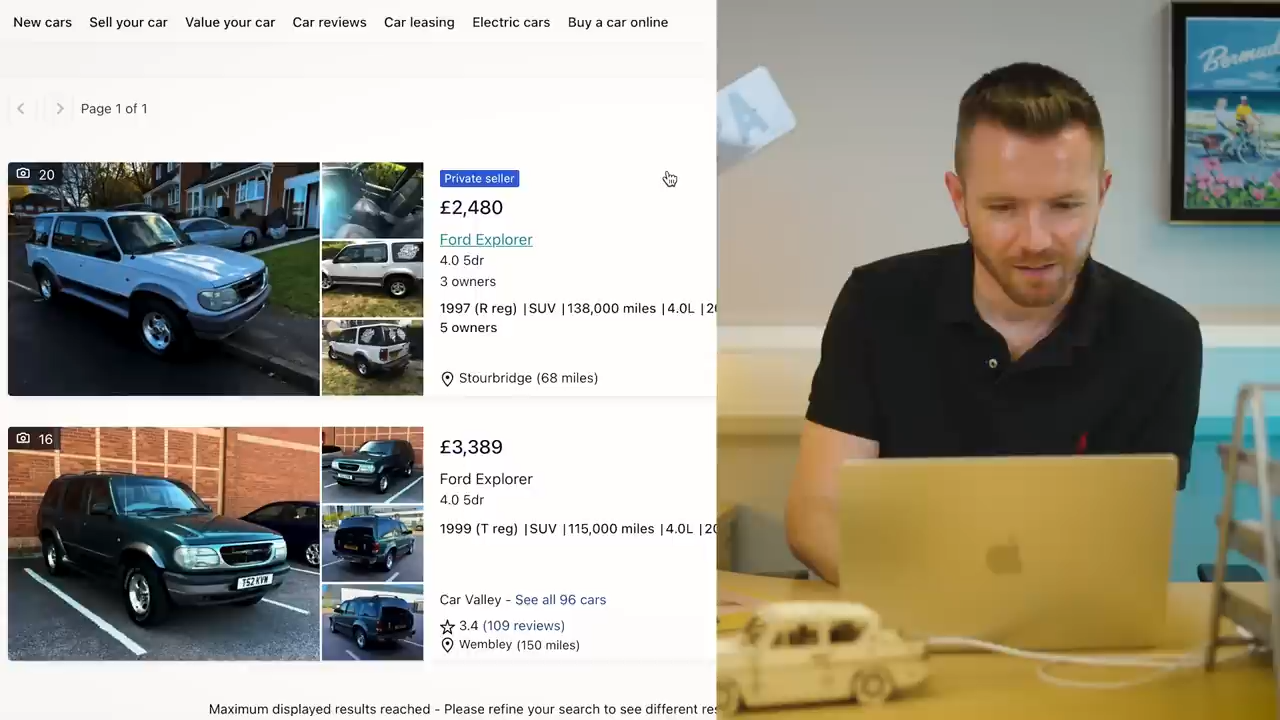 New cars Sell your car Value your car Car reviews Car leasing Electric cars Buy a car online
Page 1 of 1
20
Private seller
£2,480
Ford Explorer
4.0 5dr
3 owners
1997 (R reg) |SUV |138,000 miles |4.0L |20
5 owners
Stourbridge (68 miles)
16
£3,389
Ford Explorer
4.0 5dr
1999 (T reg) |SUV |115,000 miles |4.0L |20
T52 KVW
Car Valley - See all 96 cars
3.4 (109 reviews)
Wembley (150 miles)
Maximum displayed results reached - Please refine your search to see different res
A
Bermud